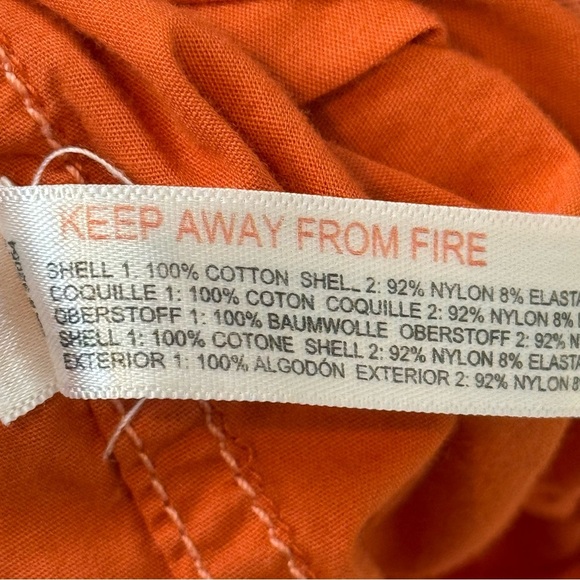 KEEP AWAY FROM FIRE
SHELL 1: 100% COTTON SHELL 2: 92% NYLON 8% ELASTA
COQUILLE 1: 100% COTON COQUILLE 2: 92% NYLON 8%
OBERSTOFF 1: 100% BAUMWOLLE OBERSTOFF 2: 92% N
SHELL 1: 100% COTONE SHELL 2: 92% NYLON 8% ELASTA
EXTERIOR 1: 100% ALGODÓN EXTERIOR 2: 92% NYLON 8